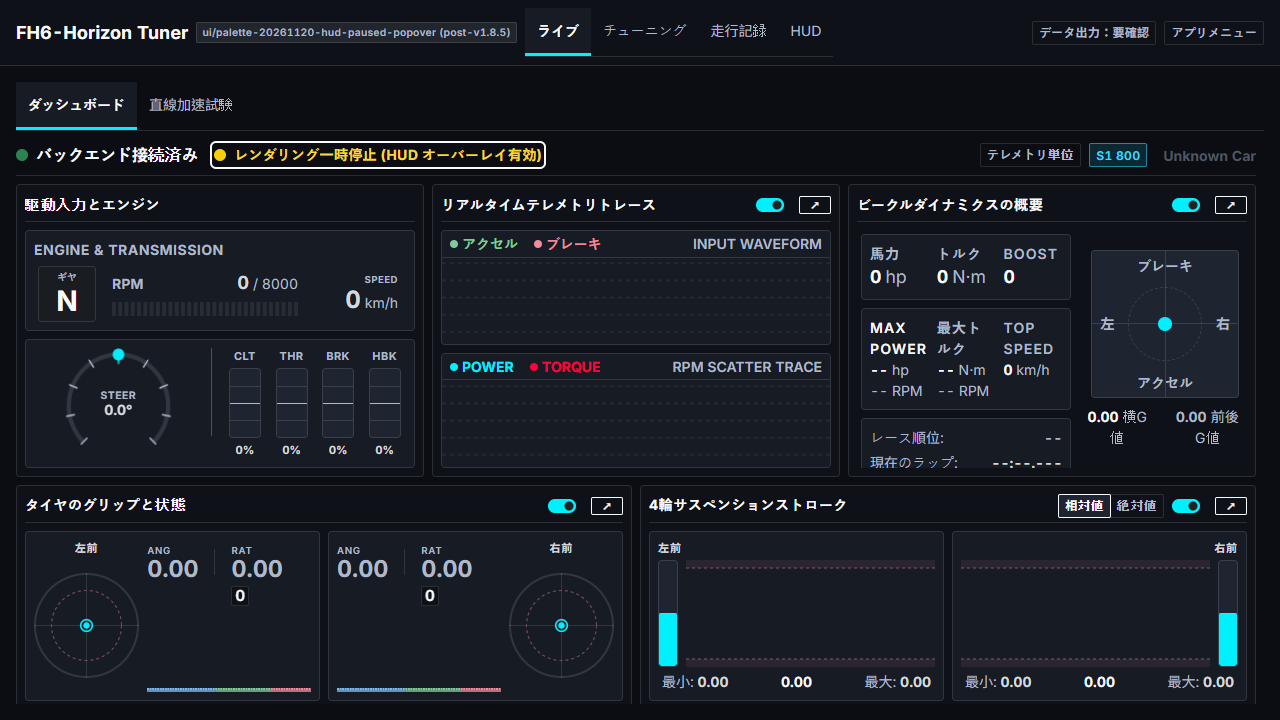 FH6-Horizon Tuner
ui/palette-20261120-hud-paused-popover (post-v1.8.5)
ライブ
チューニング
走行記録
HUD
データ出力：要確認
アプリメニュー
ダッシュボード
直線加速試験
バックエンド接続済み
レンダリング一時停止 (HUD オーバーレイ有効)
テレメトリ単位
S1 800
Unknown Car
駆動入力とエンジン
ENGINE & TRANSMISSION
ギヤ
N
RPM
0 / 8000
SPEED
0 km/h
STEER
0.0°
CLT
THR
BRK
HBK
0%
0%
0%
0%
リアルタイムテレメトリトレース
↗
アクセル
ブレーキ
INPUT WAVEFORM
POWER
TORQUE
RPM SCATTER TRACE
ビークルダイナミクスの概要
↗
馬力
トルク
BOOST
0 hp
0 N·m
0
MAX
POWER
-- hp
-- RPM
最大ト
ルク
-- N·m
-- RPM
TOP
SPEED
0 km/h
レース順位:
--
現在のラップ:
--:--.---
ブレーキ
左
右
アクセル
0.00 横G
値
0.00 前後
G値
タイヤのグリップと状態
↗
左前
ANG
0.00
RAT
0.00
0
ANG
0.00
RAT
0.00
0
右前
4輪サスペンションストローク
相対値
絶対値
↗
左前
最小: 0.00
0.00
最大: 0.00
右前
最小: 0.00
0.00
最大: 0.00